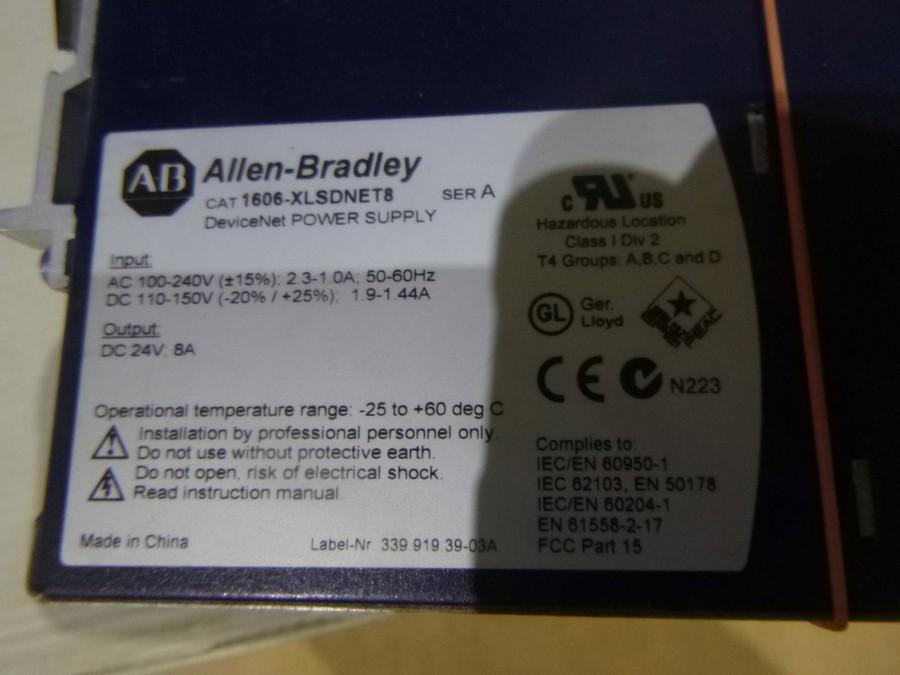 AB Allen-Bradley
CAT 1606-XLSDNET8 SER A
DeviceNet POWER SUPPLY
Input:
AC 100-240V (±15%); 2.3-1.0A; 50-60Hz
DC 110-150V (-20% / +25%); 1.9-1.44A
Output:
DC 24V; 8A
Operational temperature range: -25 to +60 deg C
Installation by professional personnel only.
Do not use without protective earth.
Do not open, risk of electrical shock.
Read instruction manual.
Made in China
Label-Nr. 339.919.39-03A
c RU US
Hazardous Location
Class I Div 2
T4 Groups: A,B,C and D
GL Ger.
Lloyd
CE N223
Complies to:
IEC/EN 60950-1
IEC 62103, EN 50178
IEC/EN 60204-1
EN 61558-2-17
FCC Part 15